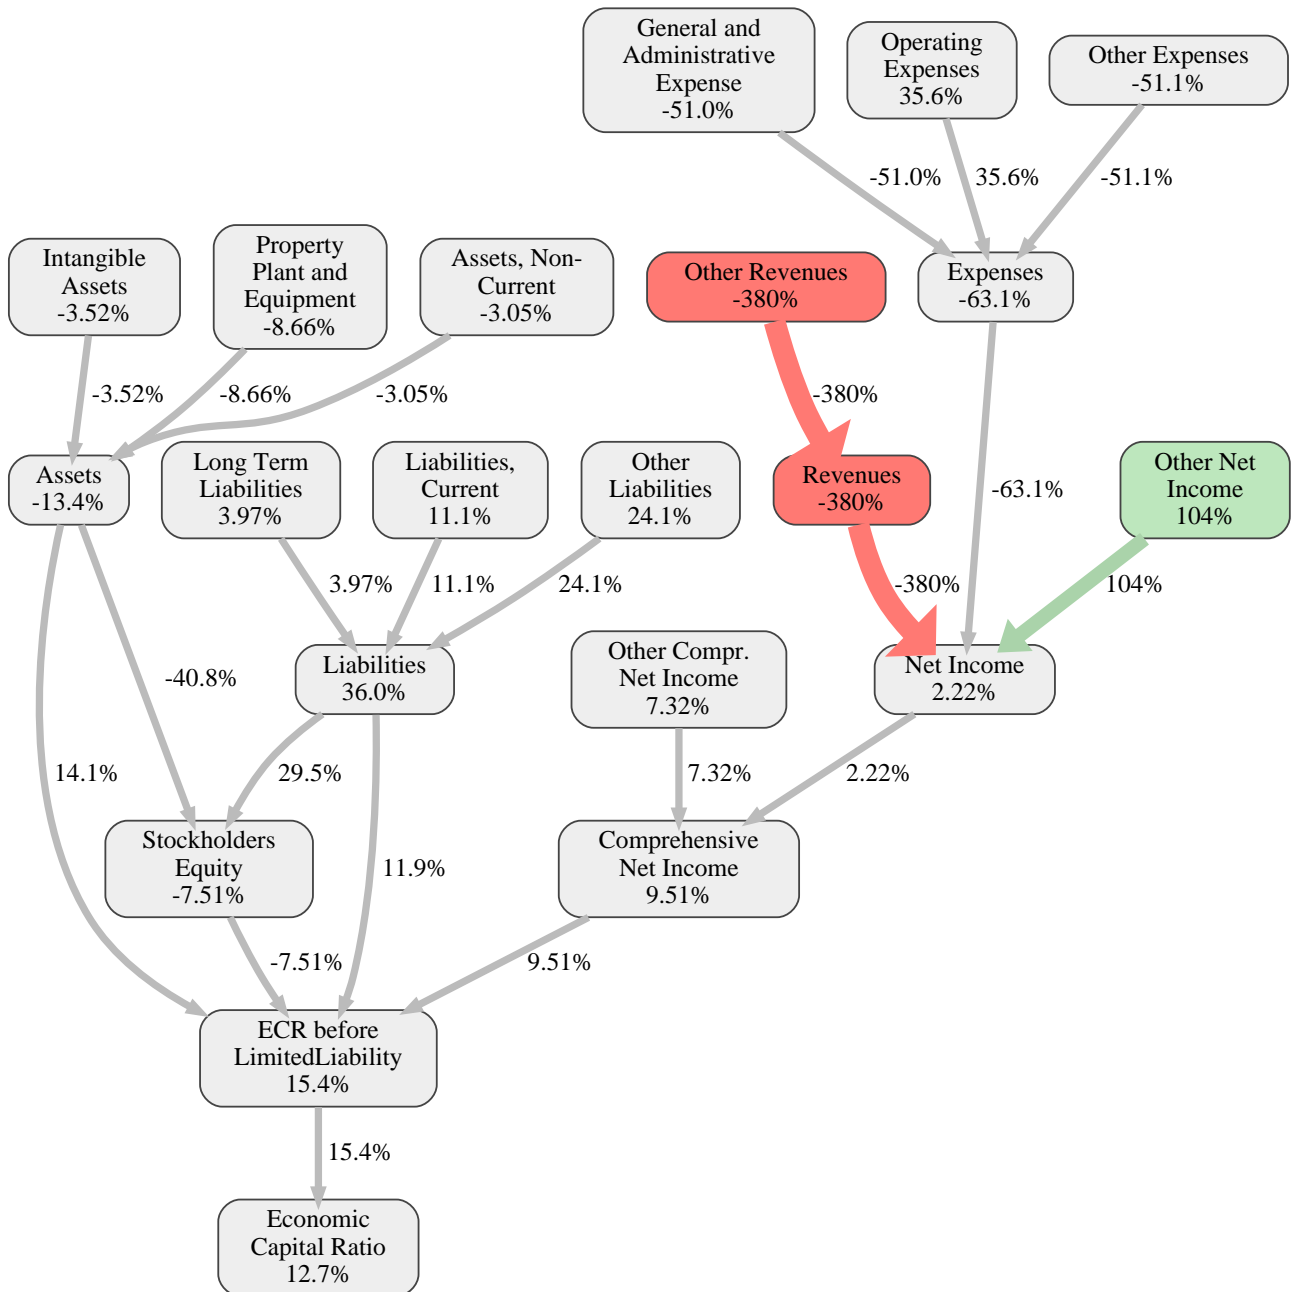 General and
Administrative
Expense
-51.0%
Operating
Expenses
35.6%
Other Expenses
-51.1%
-51.0%
35.6%
-51.1%
Intangible
Assets
-3.52%
Property
Plant and
Equipment
-8.66%
Assets, Non-
Current
-3.05%
Other Revenues
-380%
Expenses
-63.1%
-3.52%
-8.66%
-3.05%
-380%
Assets
-13.4%
Long Term
Liabilities
3.97%
Liabilities,
Current
11.1%
Other
Liabilities
24.1%
Revenues
-380%
-63.1%
Other Net
Income
104%
3.97%
11.1%
24.1%
-380%
104%
-40.8%
Liabilities
36.0%
Other Compr.
Net Income
7.32%
Net Income
2.22%
14.1%
29.5%
7.32%
2.22%
Stockholders
Equity
-7.51%
11.9%
Comprehensive
Net Income
9.51%
-7.51%
9.51%
ECR before
LimitedLiability
15.4%
15.4%
Economic
Capital Ratio
12.7%